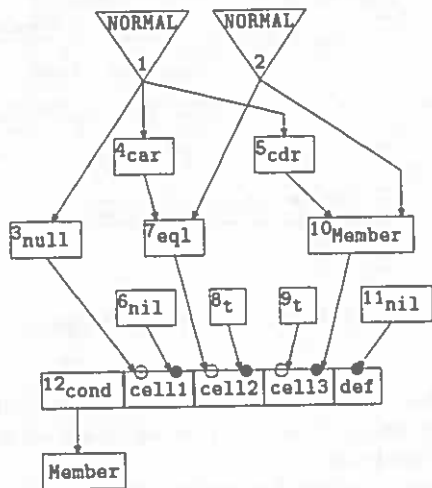 NORMAL NORMAL
1 2
4car 5cdr
3null 7eql 10Member
6nil 8t 9t 11nil
12cond cell1 cell2 cell3 def
Member